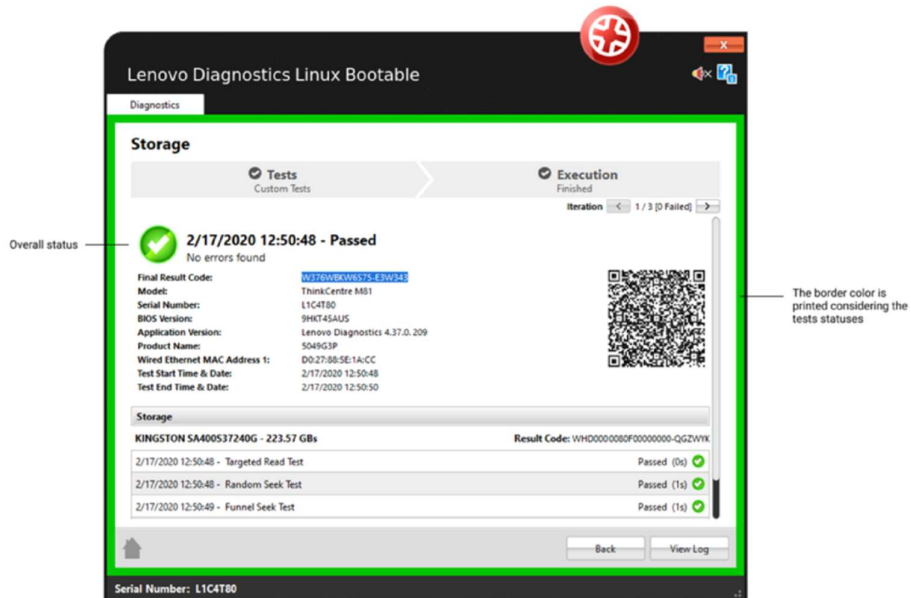 Lenovo Diagnostics Linux Bootable
X
Diagnostics
Storage
Tests
Custom Tests
Execution
Finished
Iteration < 1 / 3 [0 Failed] >
Overall status
2/17/2020 12:50:48 - Passed
No errors found
Final Result Code: W376WBKW6S75-E3W343
Model: ThinkCentre M81
Serial Number: L1C4T80
BIOS Version: 9HKT45AUS
Application Version: Lenovo Diagnostics 4.37.0.209
Product Name: 5049G3P
Wired Ethernet MAC Address 1: D0:27:88:5E:1A:CC
Test Start Time & Date: 2/17/2020 12:50:48
Test End Time & Date: 2/17/2020 12:50:50
The border color is
printed considering the
tests statuses
Storage
KINGSTON SA400S37240G - 223.57 GBs Result Code: WHD0000080F00000000-QGZWYK
2/17/2020 12:50:48 - Targeted Read Test Passed (0s)
2/17/2020 12:50:48 - Random Seek Test Passed (1s)
2/17/2020 12:50:49 - Funnel Seek Test Passed (1s)
Back View Log
Serial Number: L1C4T80